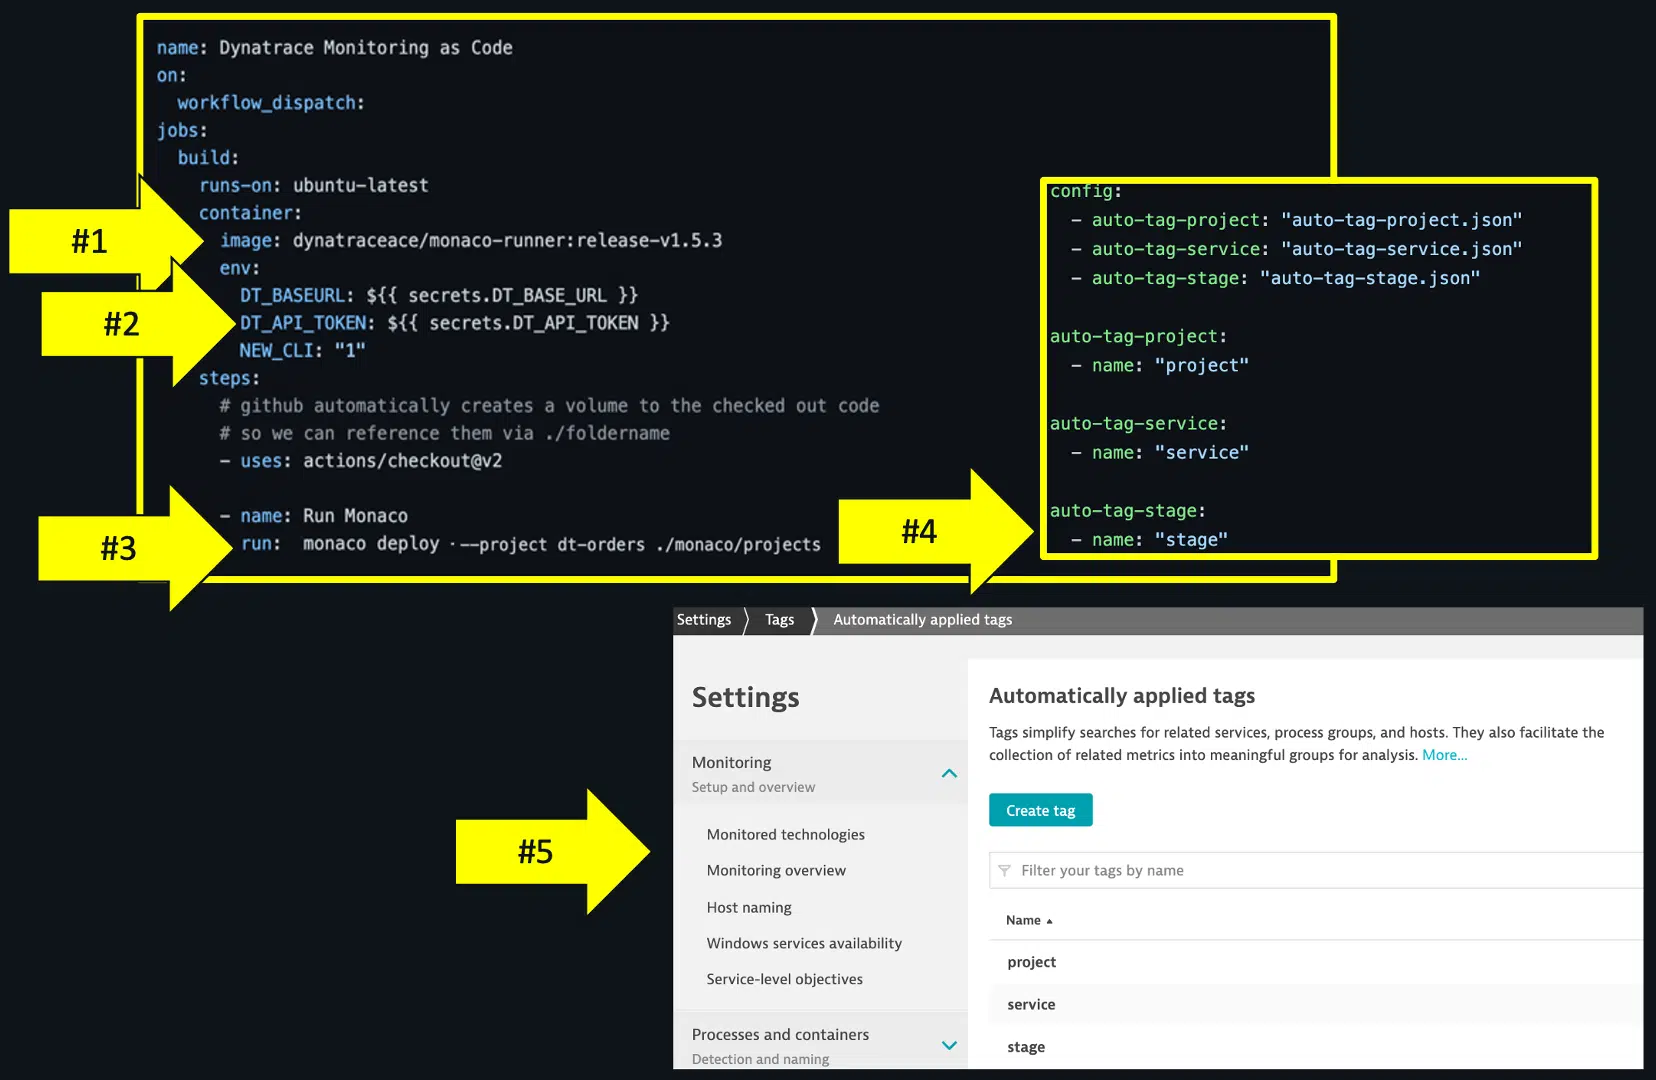 name: Dynatrace Monitoring as Code
on:
workflow_dispatch:
jobs:
build:
runs-on: ubuntu-latest
container:
#1
image: dynatraceace/monaco-runner:release-v1.5.3
env:
DT_BASEURL: ${{ secrets.DT_BASE_URL }}
#2
DT_API_TOKEN: ${{ secrets.DT_API_TOKEN }}
NEW_CLI: "1"
steps:
# github automatically creates a volume to the checked out code
# so we can reference them via ./foldername
- uses: actions/checkout@v2
- name: Run Monaco
#3
run: monaco deploy --project dt-orders ./monaco/projects
config:
- auto-tag-project: "auto-tag-project.json"
- auto-tag-service: "auto-tag-service.json"
- auto-tag-stage: "auto-tag-stage.json"
auto-tag-project:
- name: "project"
auto-tag-service:
- name: "service"
#4
auto-tag-stage:
- name: "stage"
#5
Settings Tags Automatically applied tags
Settings
Monitoring
Setup and overview
Monitored technologies
Monitoring overview
Host naming
Windows services availability
Service-level objectives
Processes and containers
Detection and naming
Automatically applied tags
Tags simplify searches for related services, process groups, and hosts. They also facilitate the
collection of related metrics into meaningful groups for analysis. More...
Create tag
Filter your tags by name
Name
project
service
stage